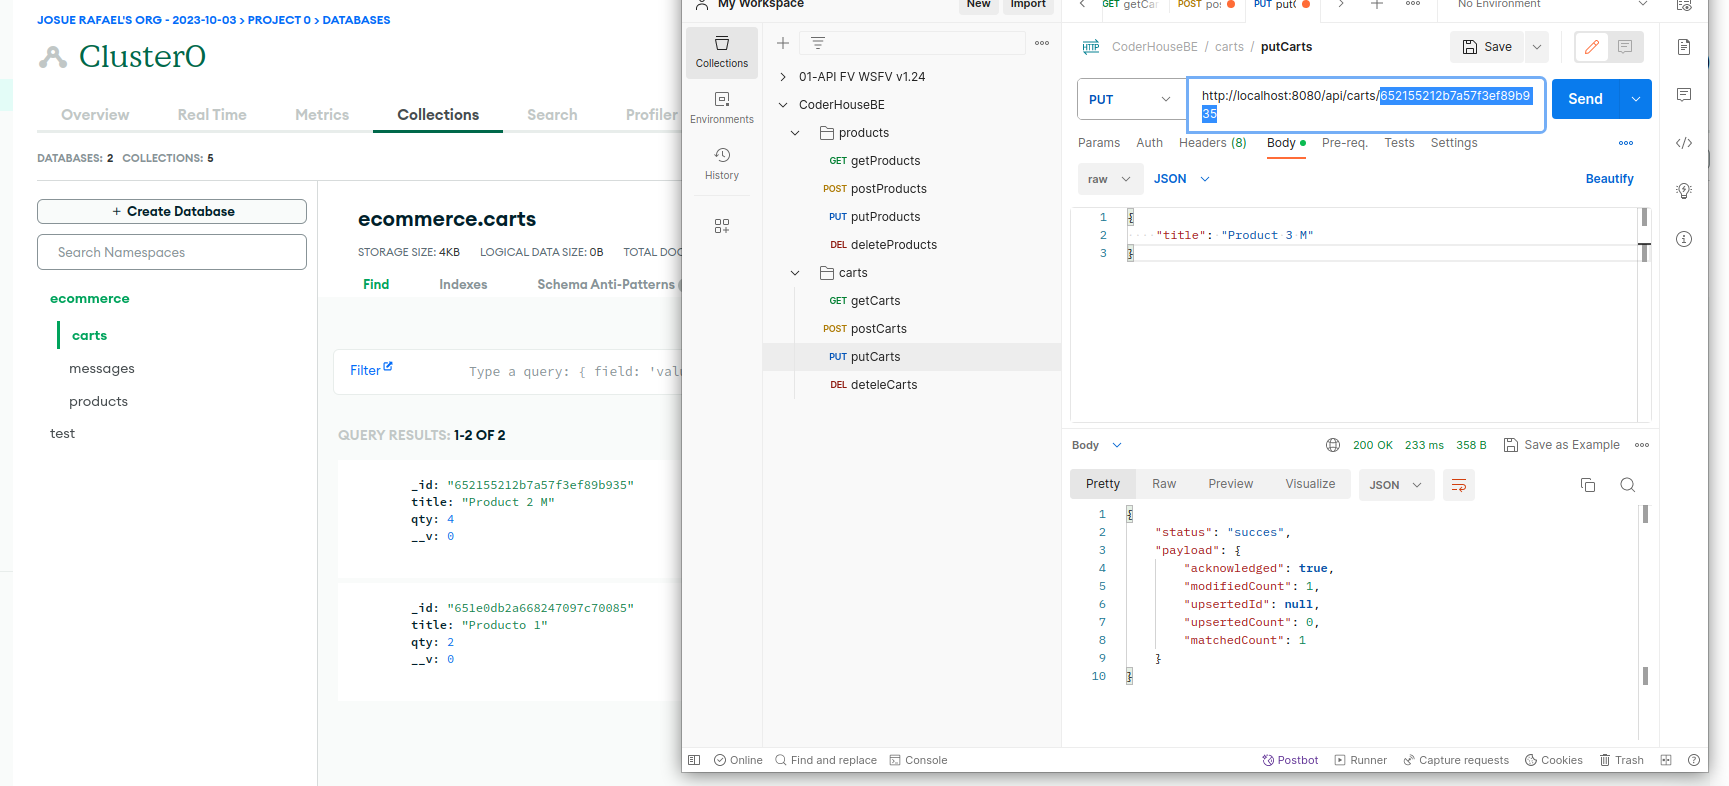 JOSUE RAFAEL'S ORG - 2023-10-03 > PROJECT 0 > DATABASES
Cluster0
Overview Real Time Metrics Collections Search Profiler
DATABASES: 2 COLLECTIONS: 5
+ Create Database
Search Namespaces
ecommerce
carts
messages
products
test
ecommerce.carts
STORAGE SIZE: 4KB LOGICAL DATA SIZE: 0B TOTAL DOC
Find Indexes Schema Anti-Patterns
Filter Type a query: { field: 'valu
QUERY RESULTS: 1-2 OF 2
_id: "652155212b7a57f3ef89b935"
title: "Product 2 M"
qty: 4
__v: 0
_id: "651e0db2a668247097c70085"
title: "Producto 1"
qty: 2
__v: 0
My Workspace New Import
Collections
Environments
History
01-API FV WSFV v1.24
CoderHouseBE
products
GET getProducts
POST postProducts
PUT putProducts
DEL deleteProducts
carts
GET getCarts
POST postCarts
PUT putCarts
DEL deteleCarts
GET getCar POST pos PUT putC No Environment
HTTP CoderHouseBE / carts / putCarts Save
PUT http://localhost:8080/api/carts/652155212b7a57f3ef89b9
35
Send
Params Auth Headers (8) Body Pre-req. Tests Settings
raw JSON Beautify
1 {
2 "title": "Product 3 M"
3 }
Body 200 OK 233 ms 358 B Save as Example
Pretty Raw Preview Visualize JSON
1 {
2 "status": "succes",
3 "payload": {
4 "acknowledged": true,
5 "modifiedCount": 1,
6 "upsertedId": null,
7 "upsertedCount": 0,
8 "matchedCount": 1
9 }
10 }
Online Find and replace Console Postbot Runner Capture requests Cookies Trash